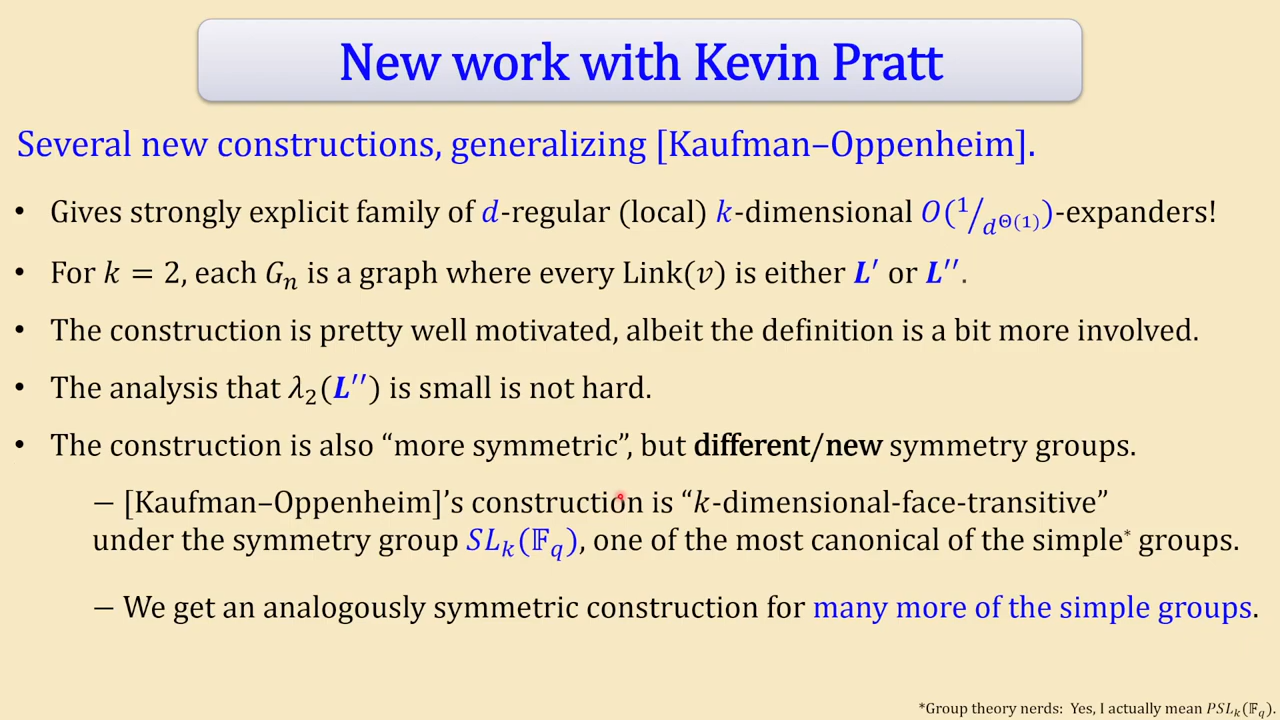 New work with Kevin Pratt
Several new constructions, generalizing [Kaufman–Oppenheim].
• Gives strongly explicit family of d-regular (local) k-dimensional O(1/d^Θ(1))-expanders!
• For k = 2, each Gₙ is a graph where every Link(v) is either L′ or L′′.
• The construction is pretty well motivated, albeit the definition is a bit more involved.
• The analysis that λ₂(L′′) is small is not hard.
• The construction is also “more symmetric”, but different/new symmetry groups.
– [Kaufman–Oppenheim]’s construction is “k-dimensional-face-transitive”
under the symmetry group SLₖ(𝔽_q), one of the most canonical of the simple* groups.
– We get an analogously symmetric construction for many more of the simple groups.
*Group theory nerds: Yes, I actually mean PSLₖ(𝔽_q).